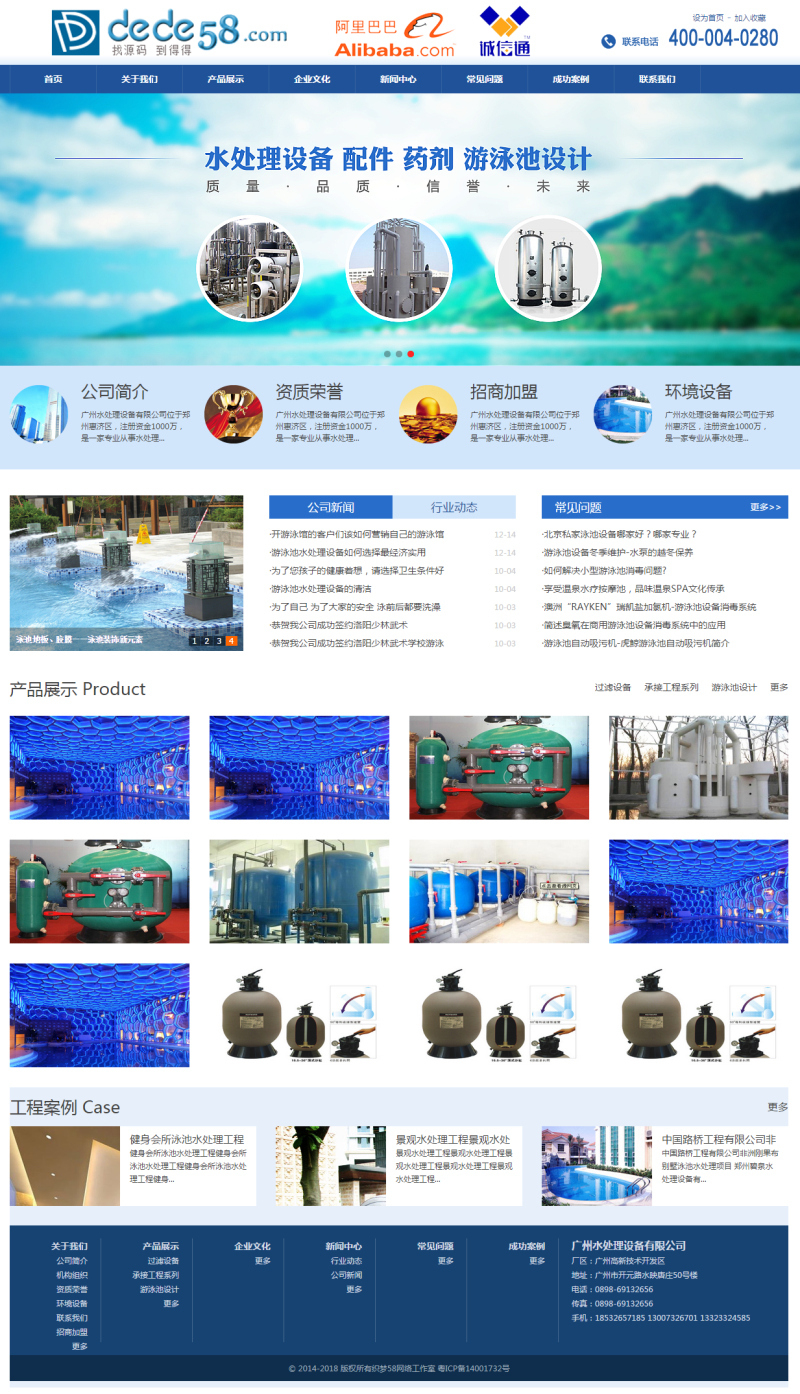 dede58.com
找源码 到得得
阿里巴巴
Alibaba.com
诚信通
TM
设为首页 - 加入收藏
联系电话 400-004-0280
首页 关于我们 产品展示 企业文化 新闻中心 常见问题 成功案例 联系我们
水处理设备 配件 药剂 游泳池设计
质 量 · 品 质 · 信 誉 · 未 来
公司简介
广州水处理设备有限公司位于郑
州惠济区，注册资金1000万，
是一家专业从事水处理...
资质荣誉
广州水处理设备有限公司位于郑
州惠济区，注册资金1000万，
是一家专业从事水处理...
招商加盟
广州水处理设备有限公司位于郑
州惠济区，注册资金1000万，
是一家专业从事水处理...
环境设备
广州水处理设备有限公司位于郑
州惠济区，注册资金1000万，
是一家专业从事水处理...
泳池地板、胶膜——泳池装饰新元素
1 2 3 4
公司新闻 行业动态
·开游泳馆的客户们该如何营销自己的游泳馆 12-14
·游泳池水处理设备如何选择最经济实用 12-14
·为了您孩子的健康着想，请选择卫生条件好 10-04
·游泳池水处理设备的清洁 10-04
·为了自己 为了大家的安全 泳前后都要洗澡 10-03
·恭贺我公司成功签约洛阳少林武术 10-03
·恭贺我公司成功签约洛阳少林武术学校游泳 10-03
常见问题 更多>>
·北京私家泳池设备哪家好？哪家专业？
·游泳池设备冬季维护-水泵的越冬保养
·如何解决小型游泳池消毒问题?
·享受温泉水疗按摩池，品味温泉SPA文化传承
·澳洲“RAYKEN”瑞凯盐加氯机-游泳池设备消毒系统
·简述臭氧在商用游泳池设备消毒系统中的应用
·游泳池自动吸污机-虎鲸游泳池自动吸污机简介
产品展示 Product
过滤设备 承接工程系列 游泳池设计 更多
工程案例 Case
更多
健身会所泳池水处理工程
健身会所泳池水处理工程健身会所
泳池水处理工程健身会所泳池水处
理工程健身...
景观水处理工程景观水处
景观水处理工程景观水处理工程景
观水处理工程景观水处理工程景观
水处理工程...
中国路桥工程有限公司非
中国路桥工程有限公司非洲刚果布
别墅泳池水处理项目 郑州碧泉水
处理设备有...
关于我们
公司简介
机构组织
资质荣誉
环境设备
联系我们
招商加盟
更多
产品展示
过滤设备
承接工程系列
游泳池设计
更多
企业文化
更多
新闻中心
行业动态
公司新闻
更多
常见问题
更多
成功案例
更多
广州水处理设备有限公司
厂区：广州高新技术开发区
地址：广州市开元路水映唐庄50号楼
电话：0898-69132656
传真：0898-69132656
手机：18532657185 13007326701 13323324585
© 2014-2018 版权所有织梦58网络工作室 粤ICP备14001732号